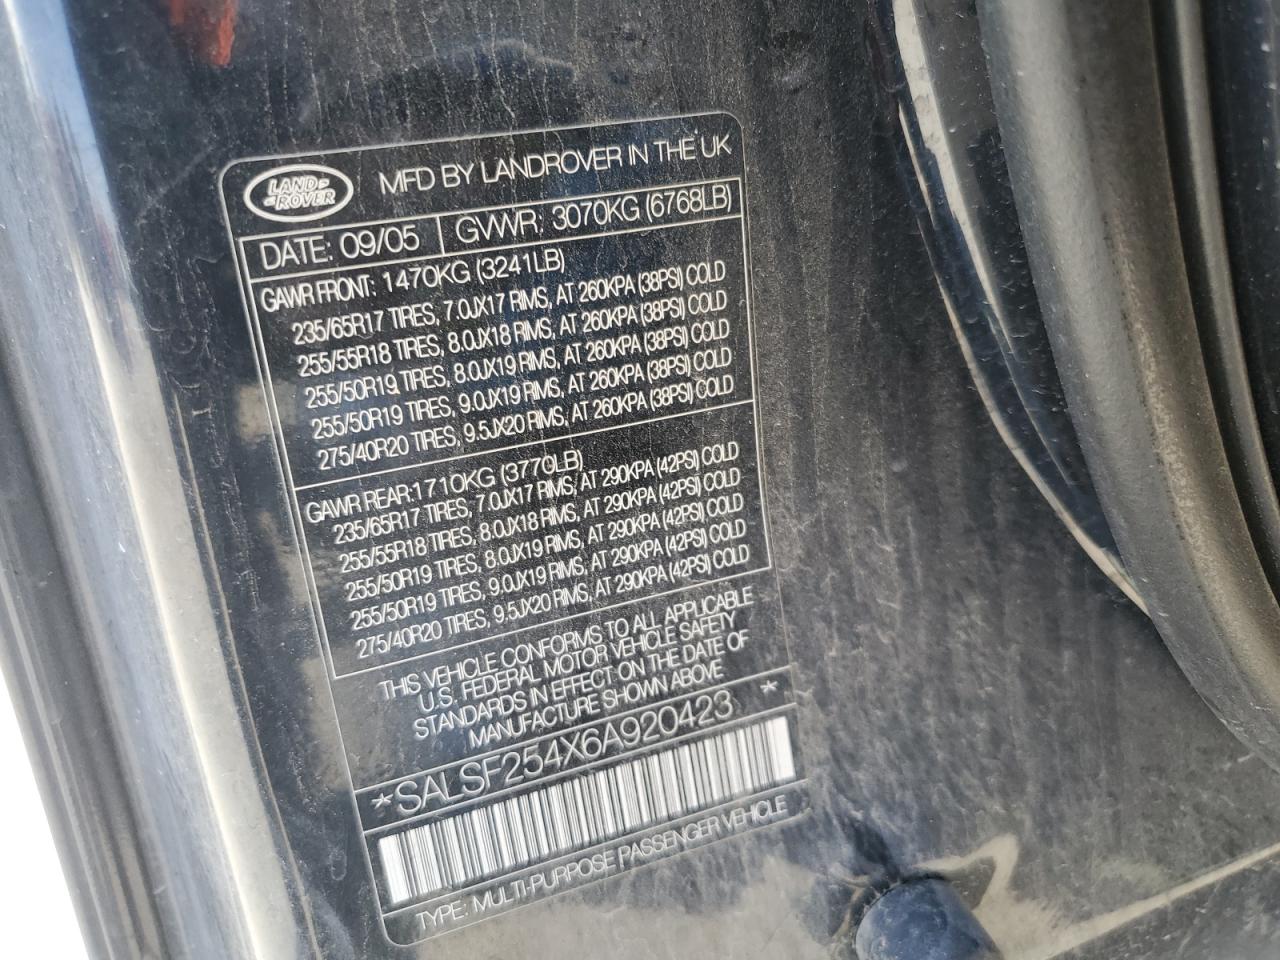 LAND ROVER
MFD BY LANDROVER IN THE UK
DATE: 09/05 GVWR: 3070KG (6768LB)
GAWR FRONT: 1470KG (3241LB)
235/65R17 TIRES, 7.0JX17 RIMS, AT 260KPA (38PSI) COLD
255/55R18 TIRES, 8.0JX18 RIMS, AT 260KPA (38PSI) COLD
255/50R19 TIRES, 8.0JX19 RIMS, AT 260KPA (38PSI) COLD
255/50R19 TIRES, 9.0JX19 RIMS, AT 260KPA (38PSI) COLD
275/40R20 TIRES, 9.5JX20 RIMS, AT 260KPA (38PSI) COLD
GAWR REAR: 1710KG (3770LB)
235/65R17 TIRES, 7.0JX17 RIMS, AT 290KPA (42PSI) COLD
255/55R18 TIRES, 8.0JX18 RIMS, AT 290KPA (42PSI) COLD
255/50R19 TIRES, 8.0JX19 RIMS, AT 290KPA (42PSI) COLD
255/50R19 TIRES, 9.0JX19 RIMS, AT 290KPA (42PSI) COLD
275/40R20 TIRES, 9.5JX20 RIMS, AT 290KPA (42PSI) COLD
THIS VEHICLE CONFORMS TO ALL APPLICABLE
U.S. FEDERAL MOTOR VEHICLE SAFETY
STANDARDS IN EFFECT ON THE DATE OF
MANUFACTURE SHOWN ABOVE
*SALSF254X6A920423 *
TYPE: MULTI-PURPOSE PASSENGER VEHICLE